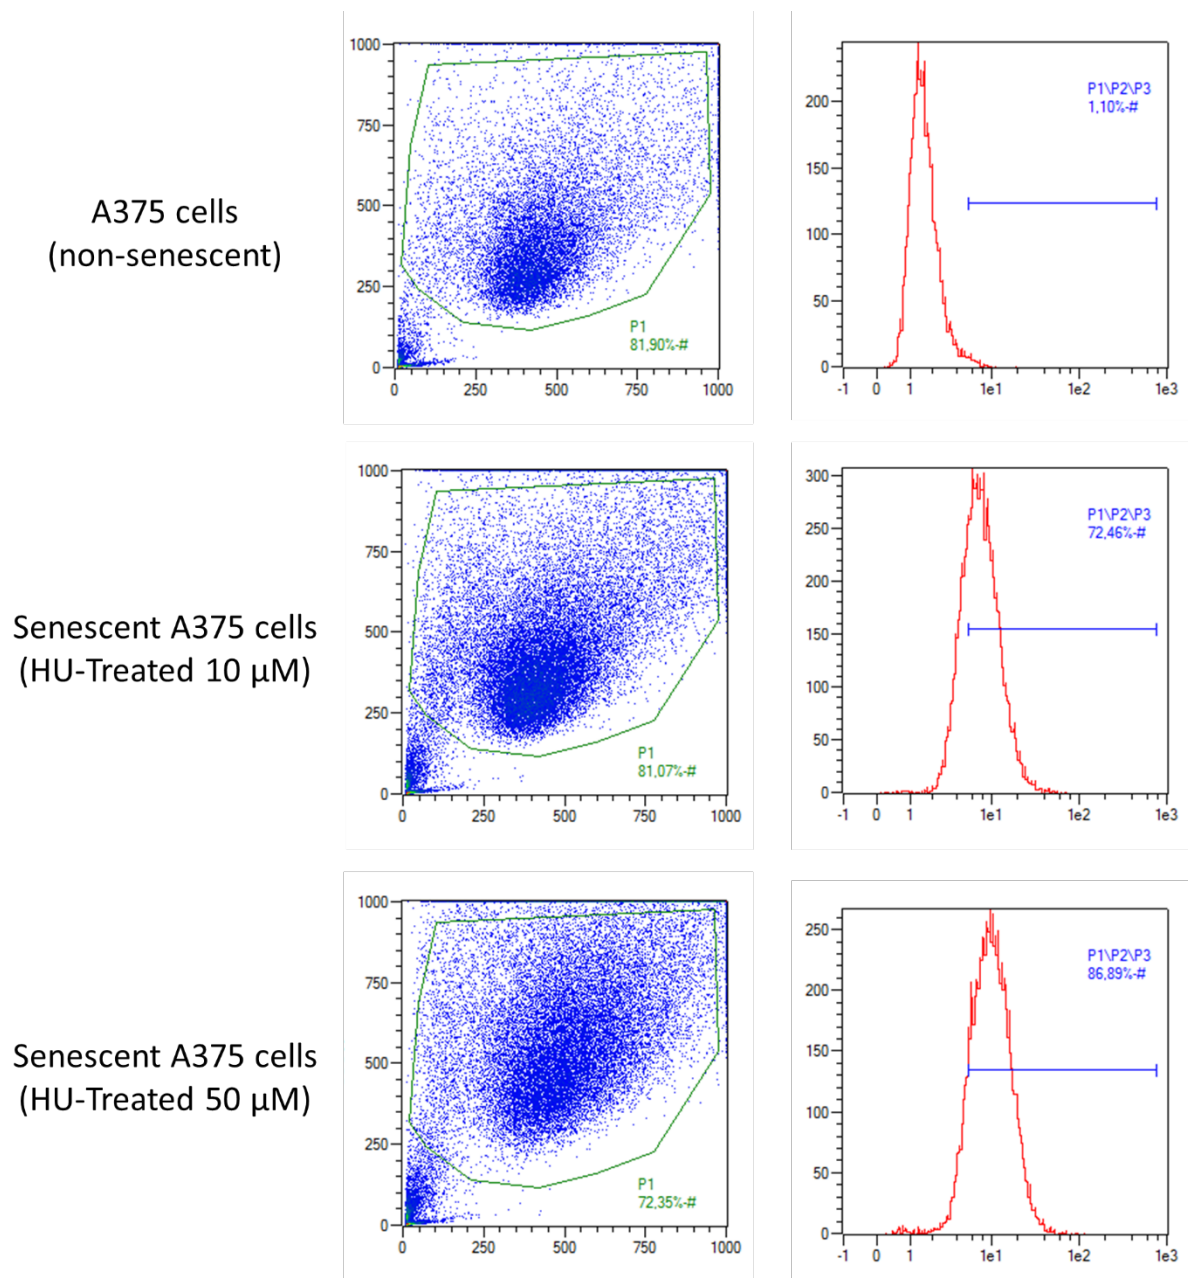 A375 cells
(non-senescent)
1000
750
500
250
0
0 250 500 750 1000
P1
81,90%-#
200
150
100
50
0
-1 0 1 1e1 1e2 1e3
P1\P2\P3
1,10%-#
Senescent A375 cells
(HU-Treated 10 µM)
1000
750
500
250
0
0 250 500 750 1000
P1
81,07%-#
300
250
200
150
100
50
0
-1 0 1 1e1 1e2 1e3
P1\P2\P3
72,46%-#
Senescent A375 cells
(HU-Treated 50 µM)
1000
750
500
250
0
0 250 500 750 1000
P1
72,35%-#
250
200
150
100
50
0
-1 0 1 1e1 1e2 1e3
P1\P2\P3
86,89%-#